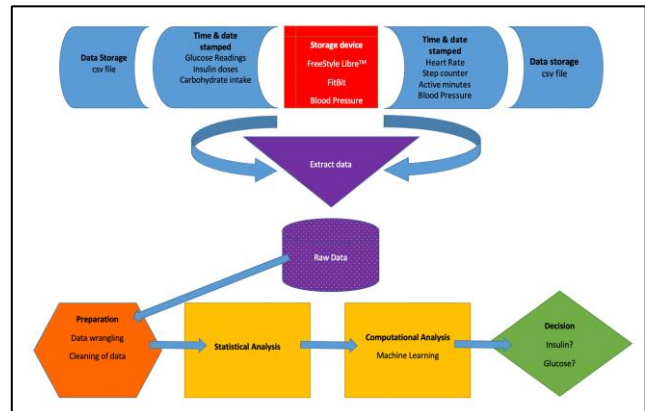 Data Storage
csv file
Time & date
stamped
Glucose Readings
Insulin doses
Carbohydrate intake
Storage device
FreeStyle Libre™
FitBit
Blood Pressure
Time & date
stamped
Heart Rate
Step counter
Active minutes
Blood Pressure
Data storage
csv file
Extract data
Raw Data
Preparation
Data wrangling
Cleaning of data
Statistical Analysis
Computational Analysis
Machine Learning
Decision
Insulin?
Glucose?